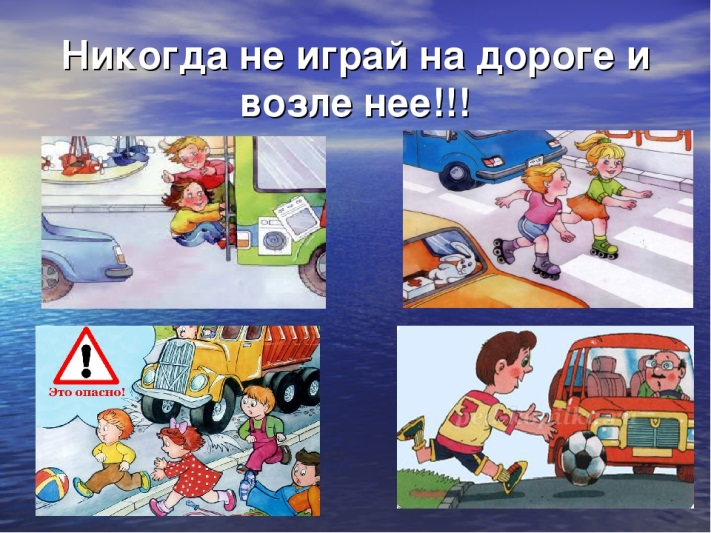 Никогда не играй на дороге и
возле нее!!!
Это опасно!